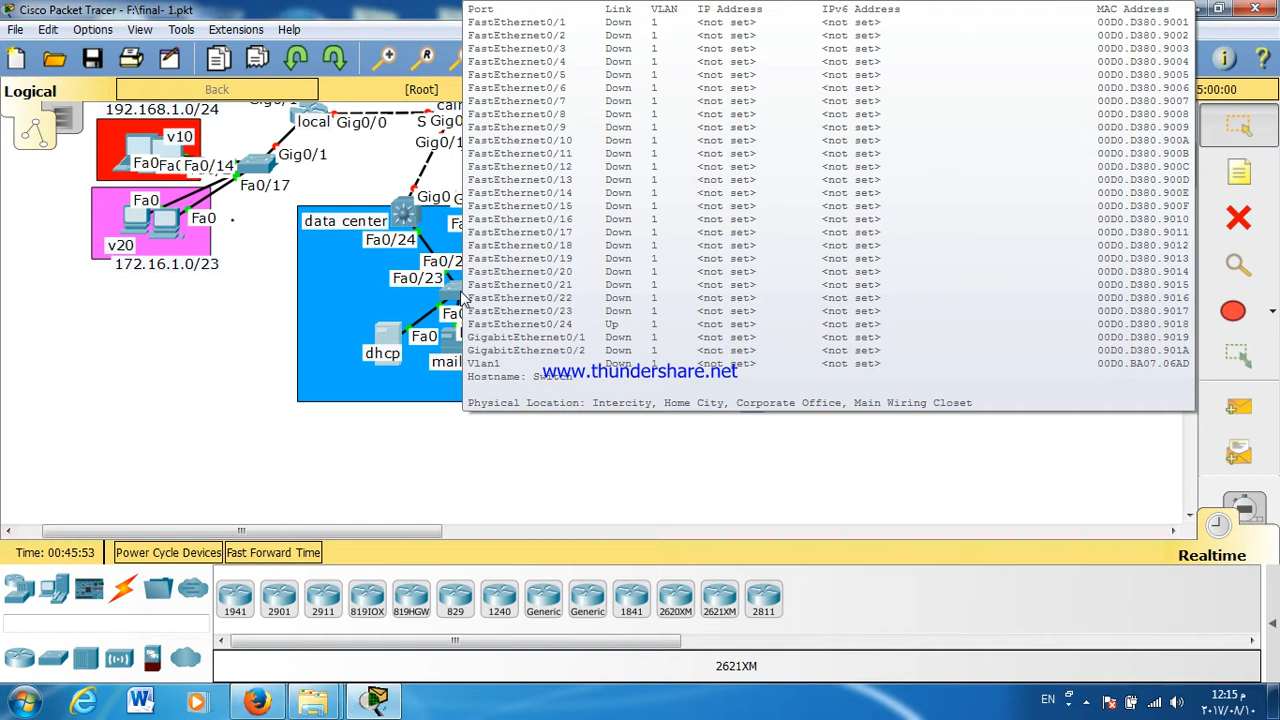 Cisco Packet Tracer - F:\final- 1.pkt
File Edit Options View Tools Extensions Help
Logical
Back
[Root]
5:00:00
Port Link VLAN IP Address IPv6 Address MAC Address
FastEthernet0/1 Down 1 <not set> <not set> 00D0.D380.9001
FastEthernet0/2 Down 1 <not set> <not set> 00D0.D380.9002
FastEthernet0/3 Down 1 <not set> <not set> 00D0.D380.9003
FastEthernet0/4 Down 1 <not set> <not set> 00D0.D380.9004
FastEthernet0/5 Down 1 <not set> <not set> 00D0.D380.9005
FastEthernet0/6 Down 1 <not set> <not set> 00D0.D380.9006
FastEthernet0/7 Down 1 <not set> <not set> 00D0.D380.9007
FastEthernet0/8 Down 1 <not set> <not set> 00D0.D380.9008
FastEthernet0/9 Down 1 <not set> <not set> 00D0.D380.9009
FastEthernet0/10 Down 1 <not set> <not set> 00D0.D380.900A
FastEthernet0/11 Down 1 <not set> <not set> 00D0.D380.900B
FastEthernet0/12 Down 1 <not set> <not set> 00D0.D380.900C
FastEthernet0/13 Down 1 <not set> <not set> 00D0.D380.900D
FastEthernet0/14 Down 1 <not set> <not set> 00D0.D380.900E
FastEthernet0/15 Down 1 <not set> <not set> 00D0.D380.900F
FastEthernet0/16 Down 1 <not set> <not set> 00D0.D380.9010
FastEthernet0/17 Down 1 <not set> <not set> 00D0.D380.9011
FastEthernet0/18 Down 1 <not set> <not set> 00D0.D380.9012
FastEthernet0/19 Down 1 <not set> <not set> 00D0.D380.9013
FastEthernet0/20 Down 1 <not set> <not set> 00D0.D380.9014
FastEthernet0/21 Down 1 <not set> <not set> 00D0.D380.9015
FastEthernet0/22 Down 1 <not set> <not set> 00D0.D380.9016
FastEthernet0/23 Down 1 <not set> <not set> 00D0.D380.9017
FastEthernet0/24 Up 1 <not set> <not set> 00D0.D380.9018
GigabitEthernet0/1 Down 1 <not set> <not set> 00D0.D380.9019
GigabitEthernet0/2 Down 1 <not set> <not set> 00D0.D380.901A
Vlan1 Down 1 <not set> <not set> 00D0.BA07.06AD
Hostname: Switch
www.thundershare.net
Physical Location: Intercity, Home City, Corporate Office, Main Wiring Closet
192.168.1.0/24
v10
Fa0 Fa0/14
local Gig0/0
Gig0/1
Fa0/17
Fa0
Fa0
v20
172.16.1.0/23
S Gig0
Gig0/1
Gig0
data center
Fa0/24
Fa0/2
Fa0/23
Fa0
dhcp
mail
Time: 00:45:53 Power Cycle Devices Fast Forward Time
Realtime
1941 2901 2911 819IOX 819HGW 829 1240 Generic Generic 1841 2620XM 2621XM 2811
2621XM
EN
12:15 م
٢٠١٧/٠٨/١٠